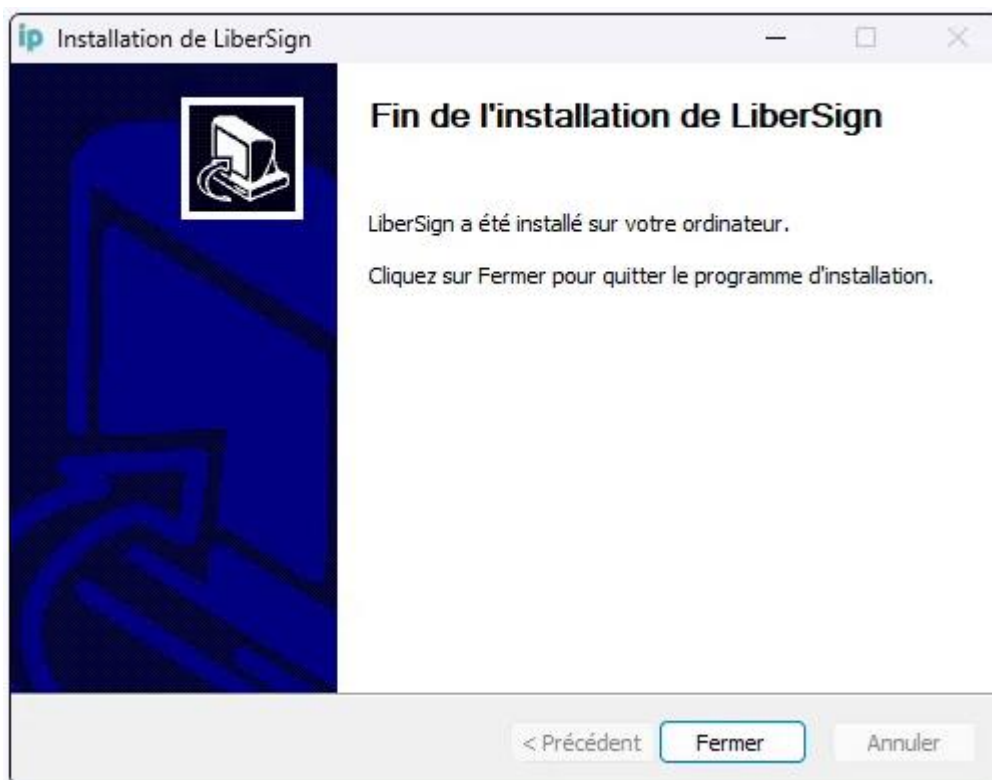 ip Installation de LiberSign
Fin de l'installation de LiberSign
LiberSign a été installé sur votre ordinateur.
Cliquez sur Fermer pour quitter le programme d'installation.
< Précédent Fermer Annuler